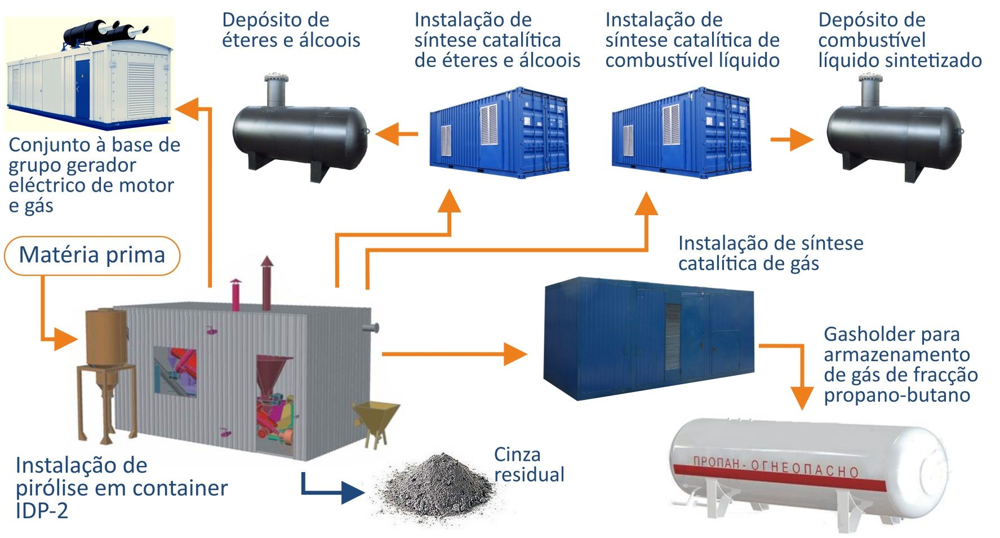 Depósito de
éteres e álcoois
Instalação de
síntese catalítica
de éteres e álcoois
Instalação de
síntese catalítica de
combustível líquido
Depósito de
combustível
líquido sintetizado
Conjunto à base de
grupo gerador
eléctrico de motor
e gás
Matéria prima
Instalação de síntese
catalítica de gás
Gasholder para
armazenamento
de gás de fracção
propano-butano
ПРОПАН - ОГНЕОПАСНО
Cinza
residual
Instalação de
pirólise em container
IDP-2